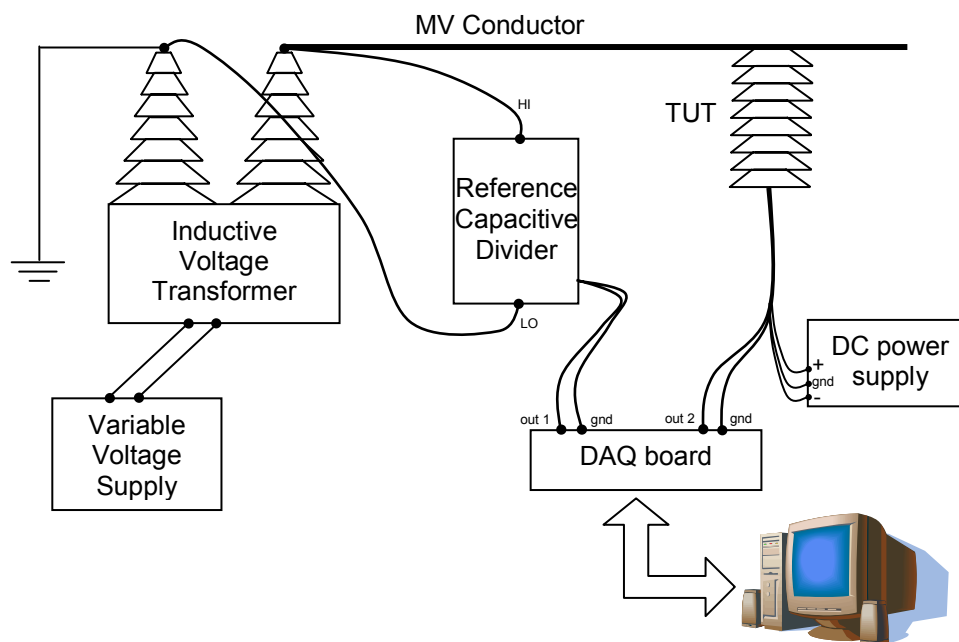 MV Conductor
TUT
HI
Reference
Capacitive
Divider
LO
Inductive
Voltage
Transformer
DC power
supply
+
gnd
-
Variable
Voltage
Supply
out 1
gnd
out 2
gnd
DAQ board